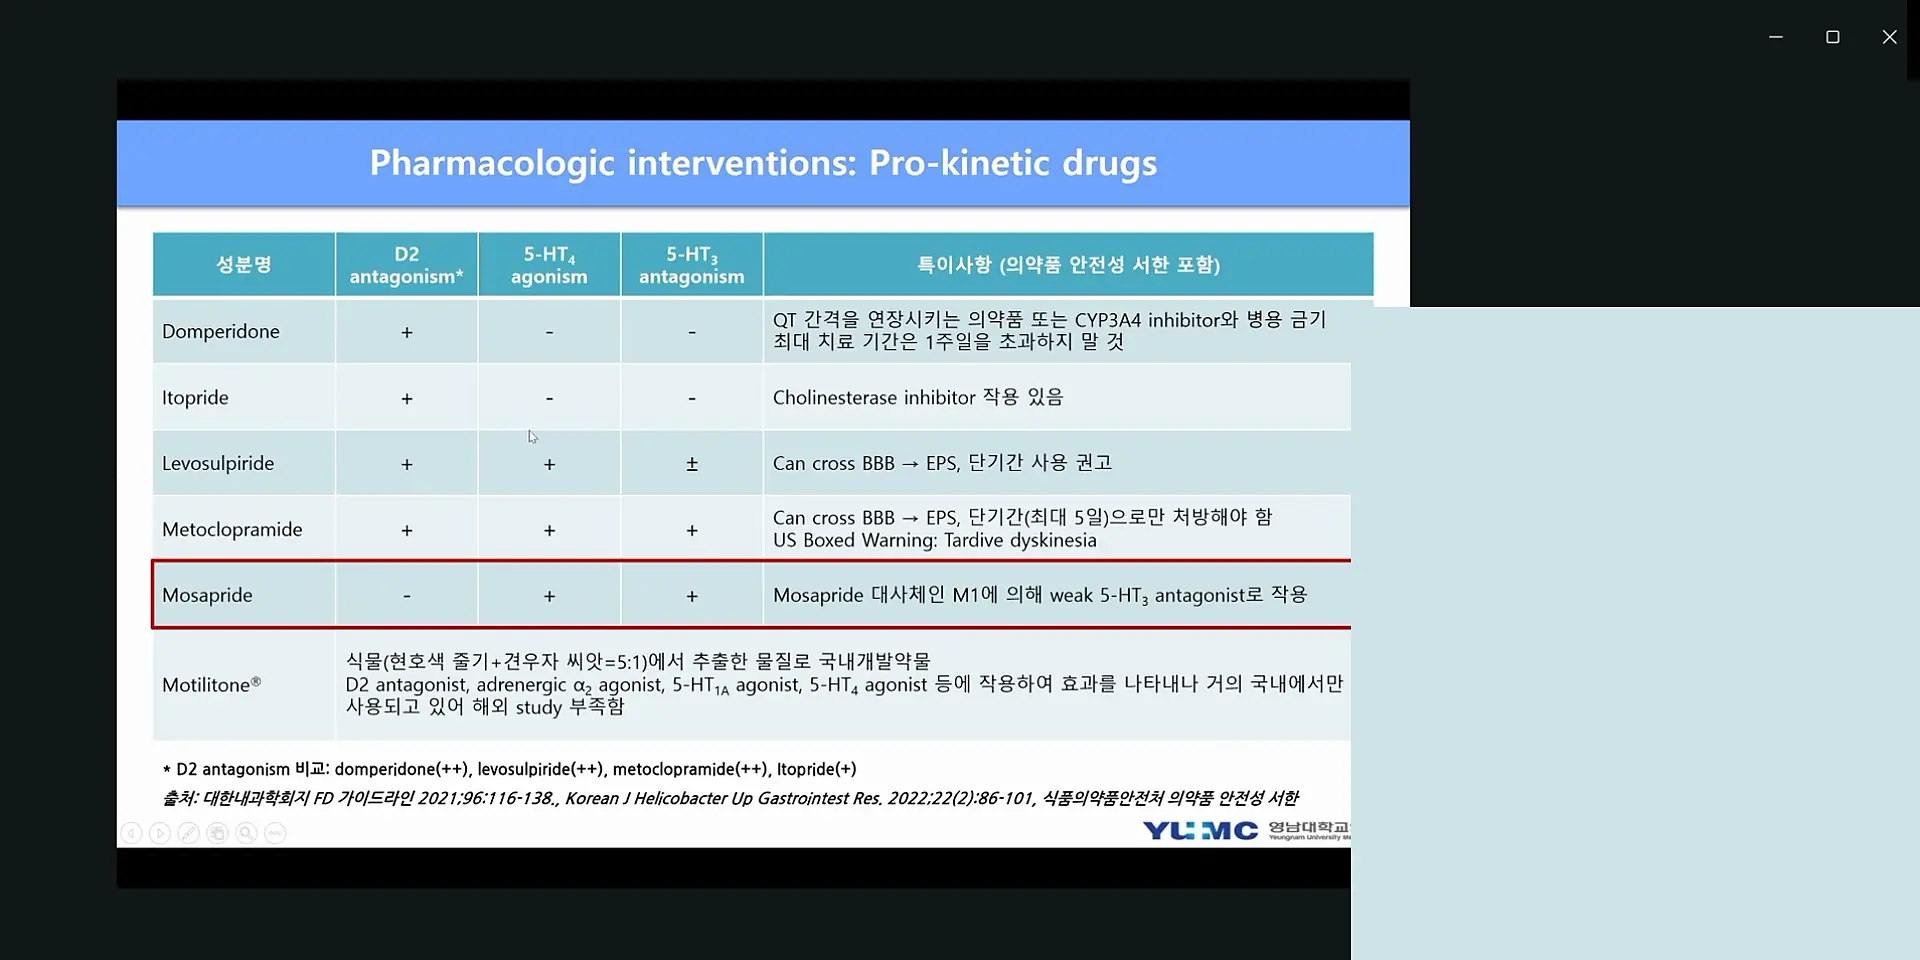 Pharmacologic interventions: Pro-kinetic drugs
성분명
D2
antagonism*
5-HT₄
agonism
5-HT₃
antagonism
특이사항 (의약품 안전성 서한 포함)
Domperidone
+
-
-
QT 간격을 연장시키는 의약품 또는 CYP3A4 inhibitor와 병용 금기
최대 치료 기간은 1주일을 초과하지 말 것
Itopride
+
-
-
Cholinesterase inhibitor 작용 있음
Levosulpiride
+
+
±
Can cross BBB → EPS, 단기간 사용 권고
Metoclopramide
+
+
+
Can cross BBB → EPS, 단기간(최대 5일)으로만 처방해야 함
US Boxed Warning: Tardive dyskinesia
Mosapride
-
+
+
Mosapride 대사체인 M1에 의해 weak 5-HT₃ antagonist로 작용
Motilitone®
식물(현호색 줄기+견우자 씨앗=5:1)에서 추출한 물질로 국내개발약물
D2 antagonist, adrenergic α₂ agonist, 5-HT₁ₐ agonist, 5-HT₄ agonist 등에 작용하여 효과를 나타내나 거의 국내에서만
사용되고 있어 해외 study 부족함
* D2 antagonism 비교: domperidone(++), levosulpiride(++), metoclopramide(++), Itopride(+)
출처: 대한내과학회지 FD 가이드라인 2021;96:116-138., Korean J Helicobacter Up Gastrointest Res. 2022;22(2):86-101, 식품의약품안전처 의약품 안전성 서한
YUMC 영남대학교
Yeungnam University